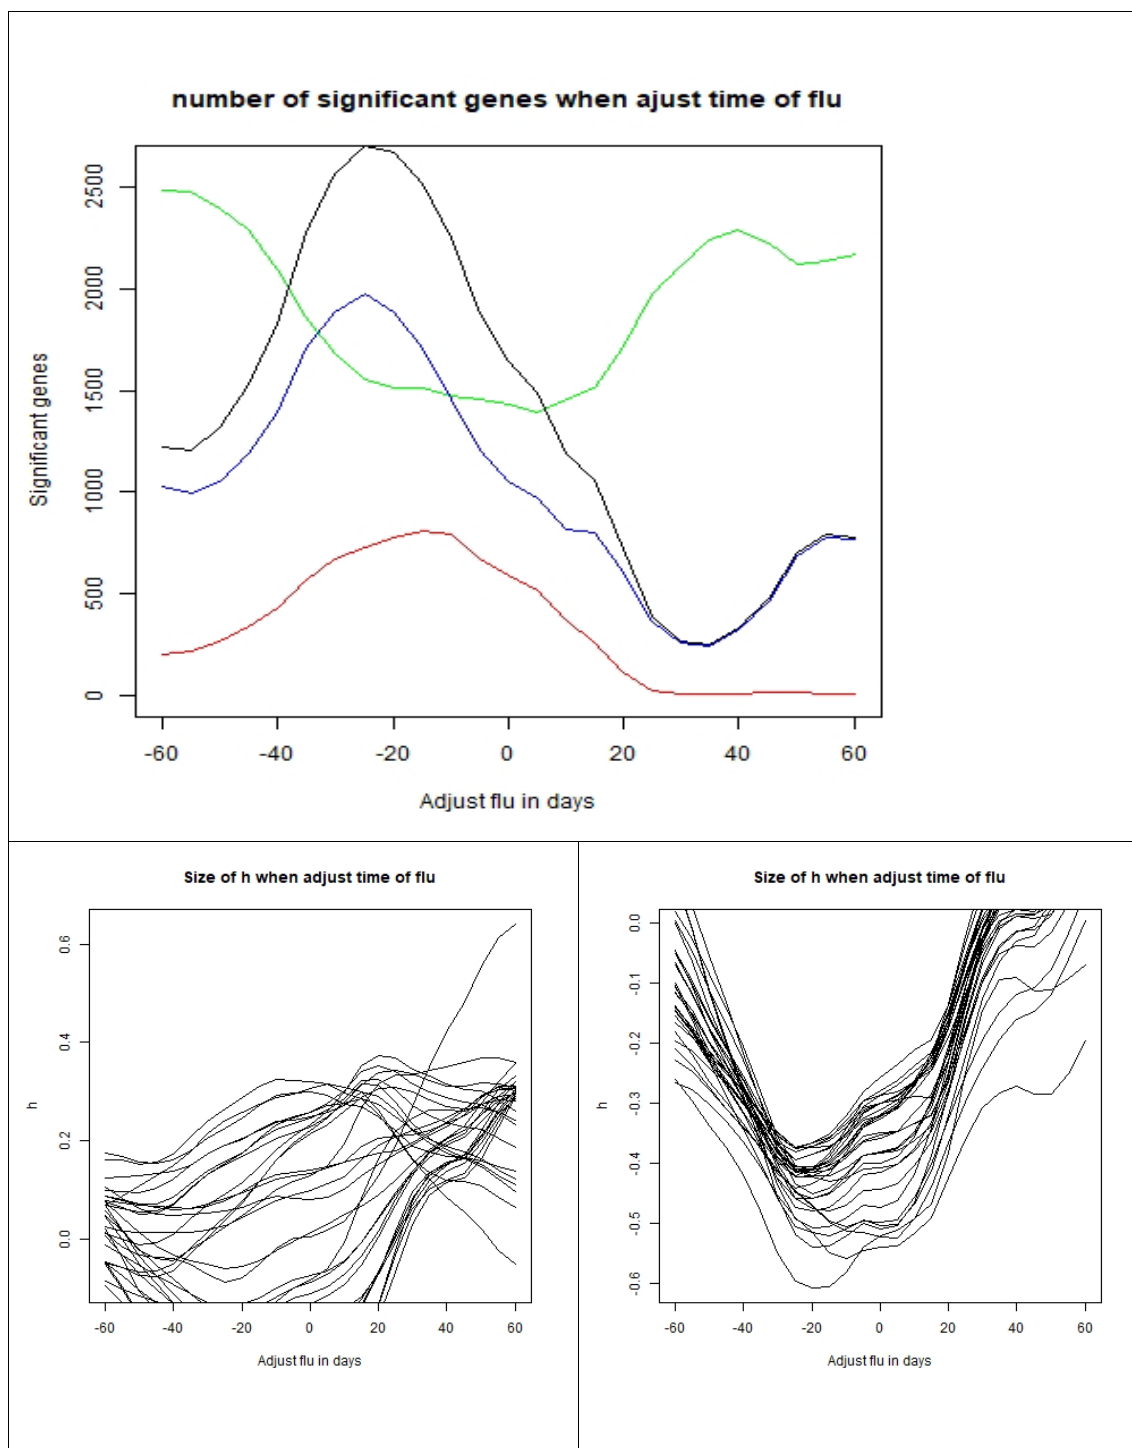 number of significant genes when ajust time of flu
2500
2000
1500
1000
500
0
Significant genes
-60 -40 -20 0 20 40 60
Adjust flu in days
Size of h when adjust time of flu
0.6
0.4
0.2
0.0
h
-60 -40 -20 0 20 40 60
Adjust flu in days
Size of h when adjust time of flu
0.0
-0.1
-0.2
-0.3
-0.4
-0.5
-0.6
h
-60 -40 -20 0 20 40 60
Adjust flu in days